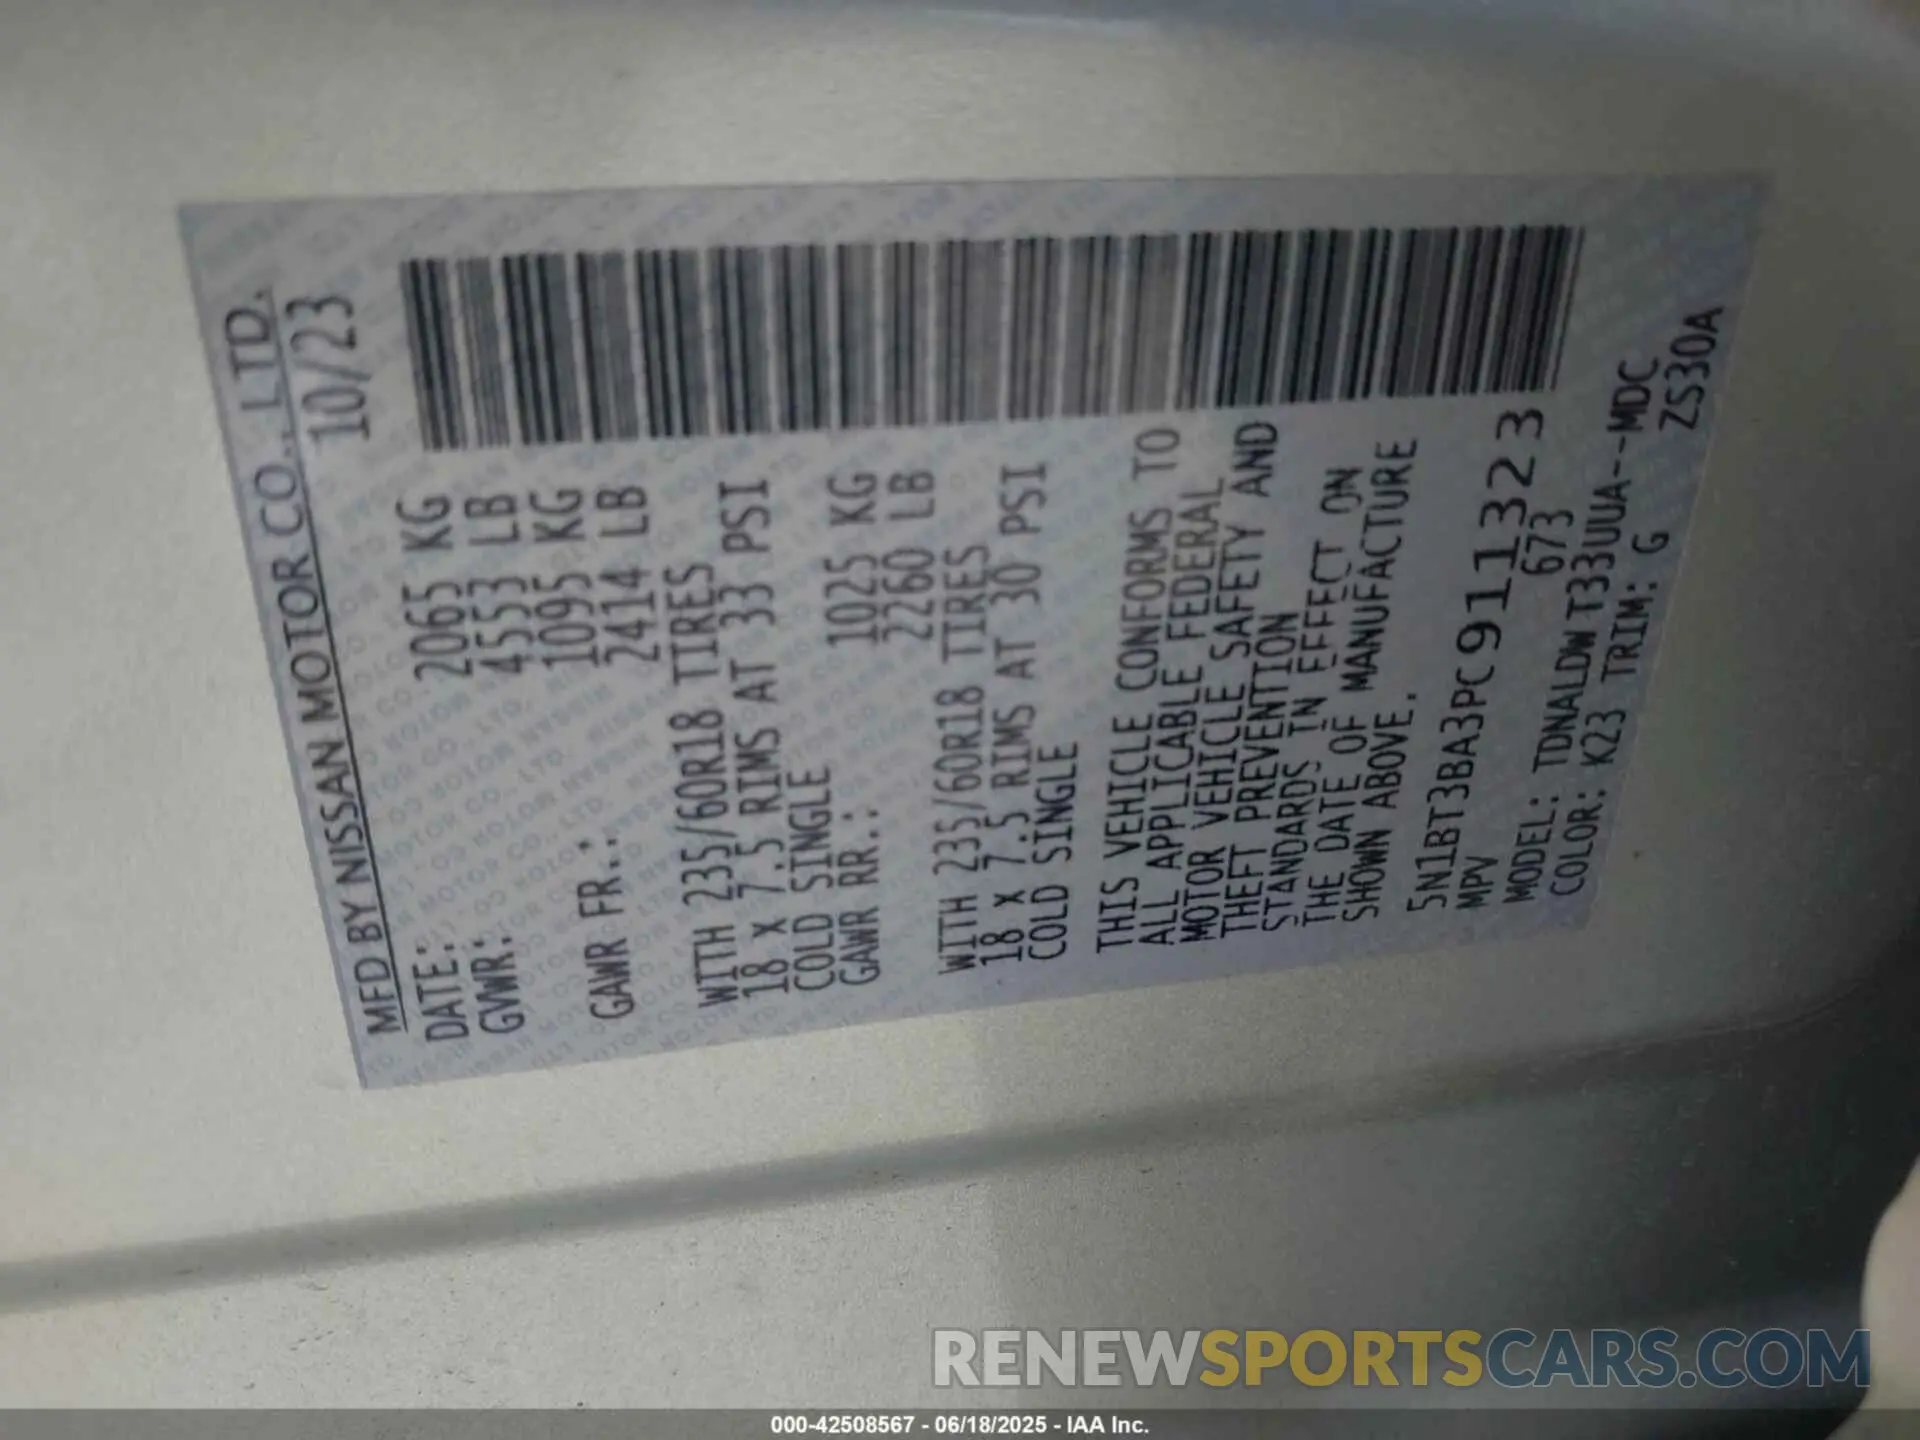 MFD BY NISSAN MOTOR CO., LTD.
DATE: 10/23
GVWR: 2065 KG
4553 LB
GAWR FR.: 1095 KG
2414 LB
WITH 235/60R18 TIRES
18 X 7.5 RIMS AT 33 PSI
COLD SINGLE
GAWR RR.: 1025 KG
2260 LB
WITH 235/60R18 TIRES
18 X 7.5 RIMS AT 30 PSI
COLD SINGLE
THIS VEHICLE CONFORMS TO
ALL APPLICABLE FEDERAL
MOTOR VEHICLE SAFETY AND
THEFT PREVENTION
STANDARDS IN EFFECT ON
THE DATE OF MANUFACTURE
SHOWN ABOVE.
5N1BT3BA3PC911323
MPV 673
MODEL: TDNALDW T33UUA--MDC
COLOR: K23 TRIM: G ZS30A
RENEWSPORTSCARS.COM
000-42508567 - 06/18/2025 - IAA Inc.